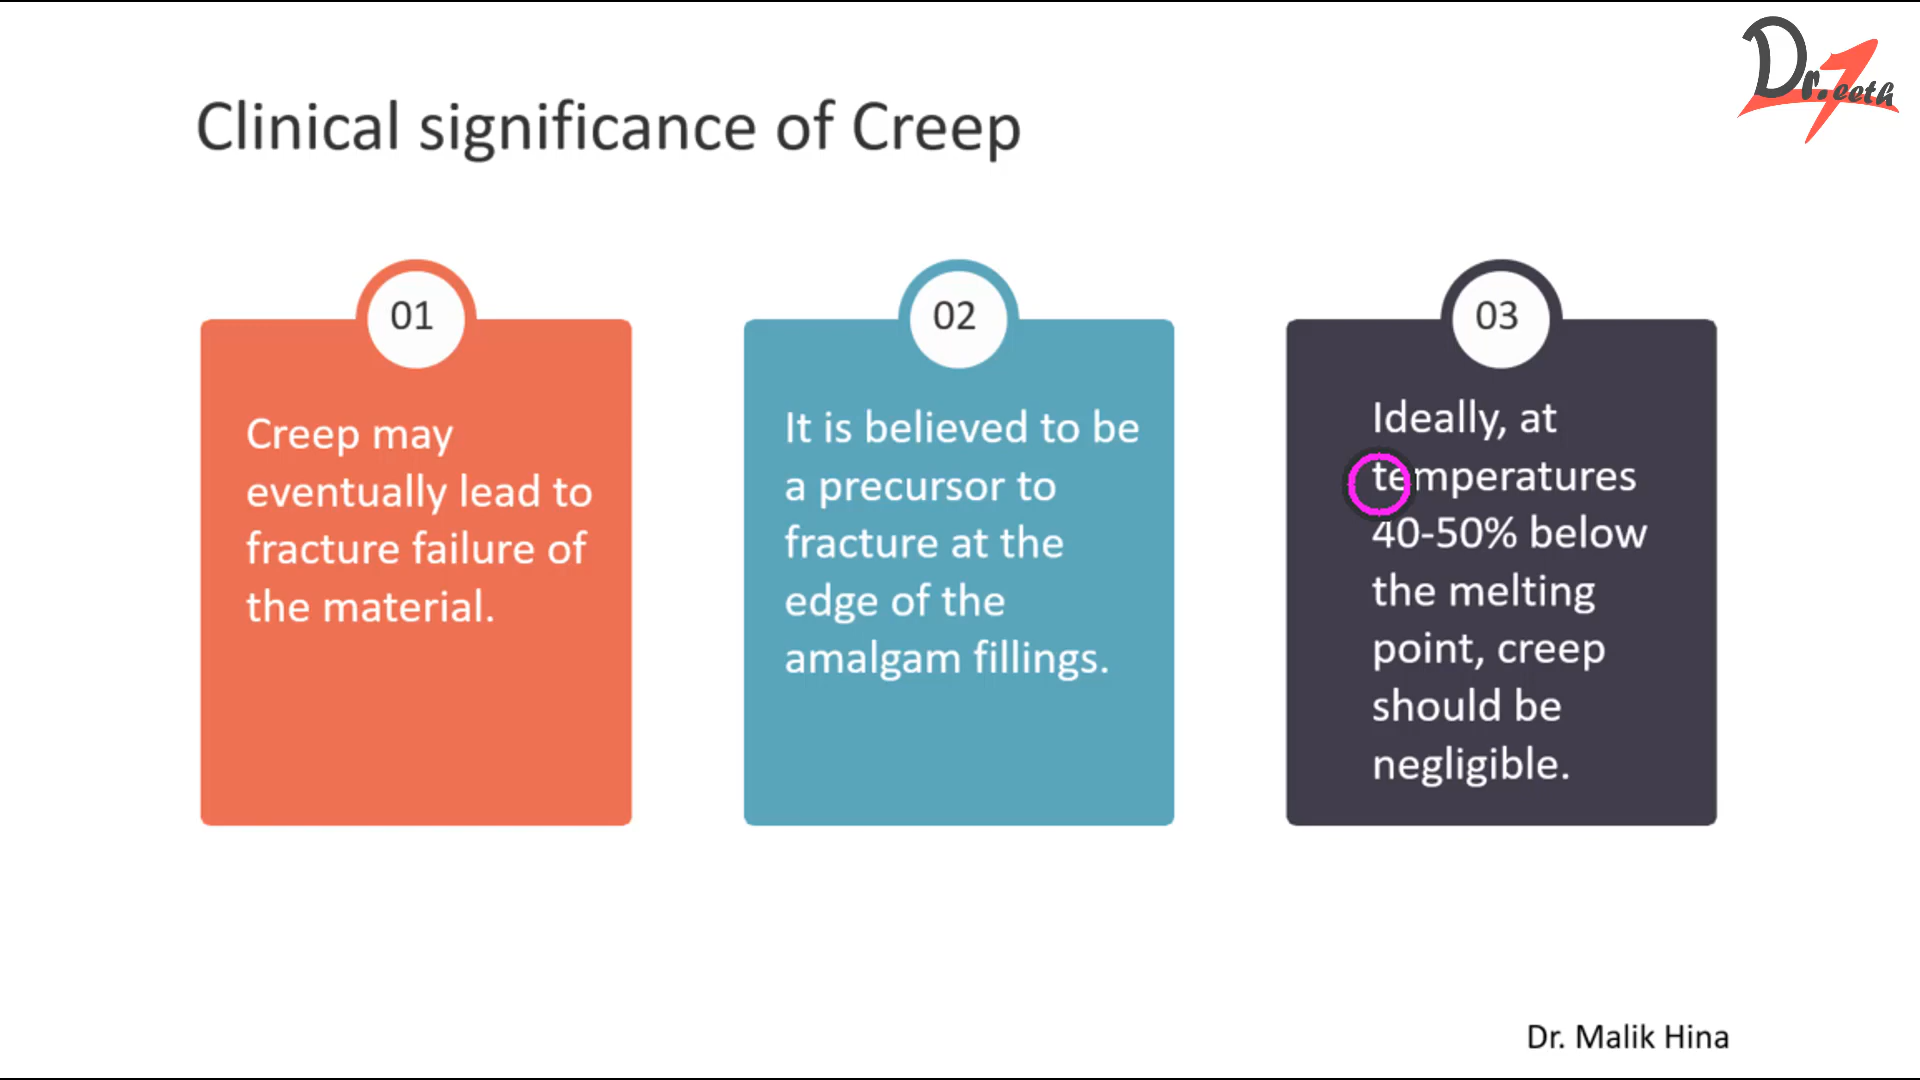 Dr.eeth
Clinical significance of Creep
01
Creep may
eventually lead to
fracture failure of
the material.
02
It is believed to be
a precursor to
fracture at the
edge of the
amalgam fillings.
03
Ideally, at
temperatures
40-50% below
the melting
point, creep
should be
negligible.
Dr. Malik Hina